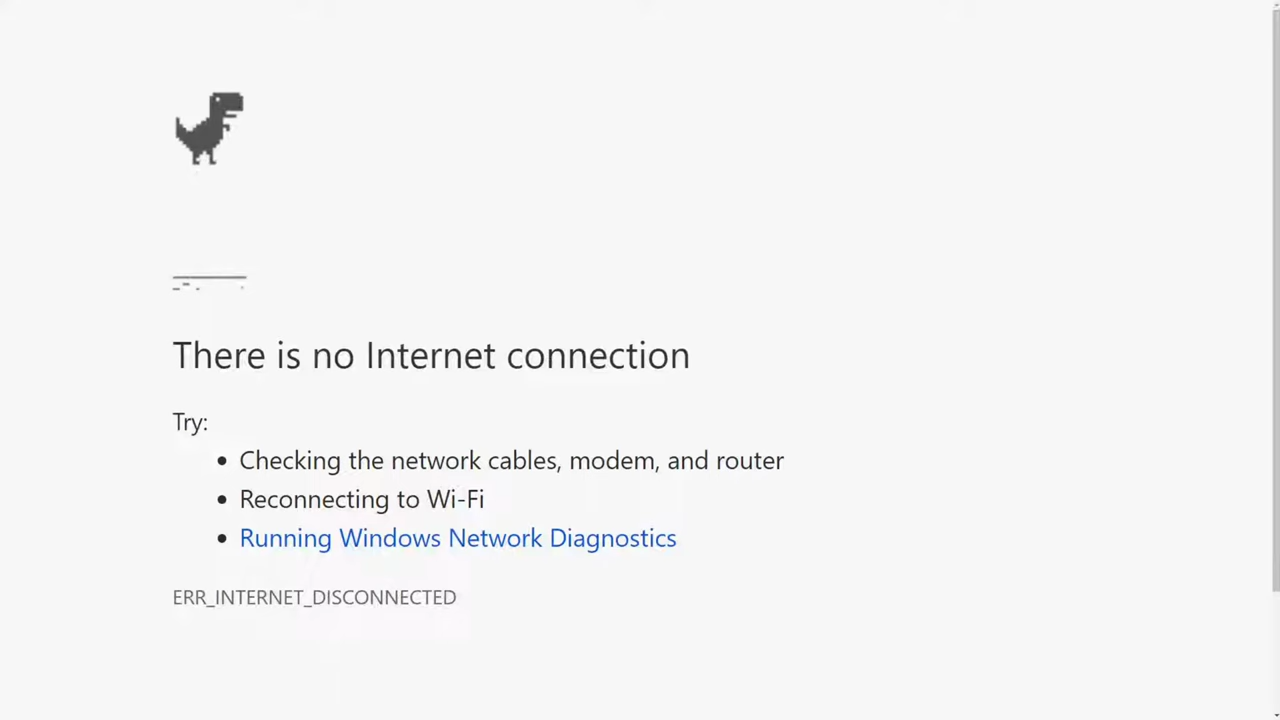 There is no Internet connection
Try:
Checking the network cables, modem, and router
Reconnecting to Wi-Fi
Running Windows Network Diagnostics
ERR_INTERNET_DISCONNECTED